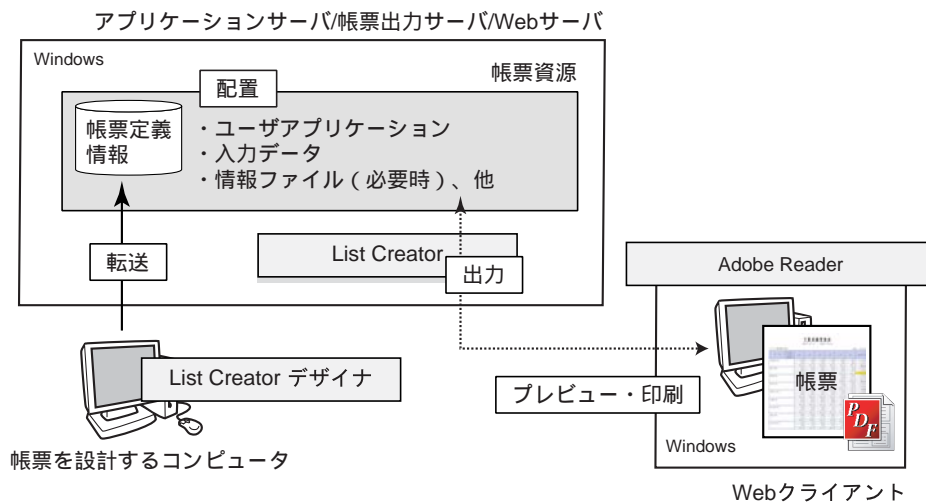 アプリケーションサーバ/帳票出力サーバ/Webサーバ
Windows
帳票資源
配置
帳票定義
情報
・ユーザアプリケーション
・入力データ
・情報ファイル(必要時)、他
転送
List Creator
出力
Adobe Reader
List Creator デザイナ
帳票を設計するコンピュータ
プレビュー・印刷
帳票
PDF
Windows
Webクライアント